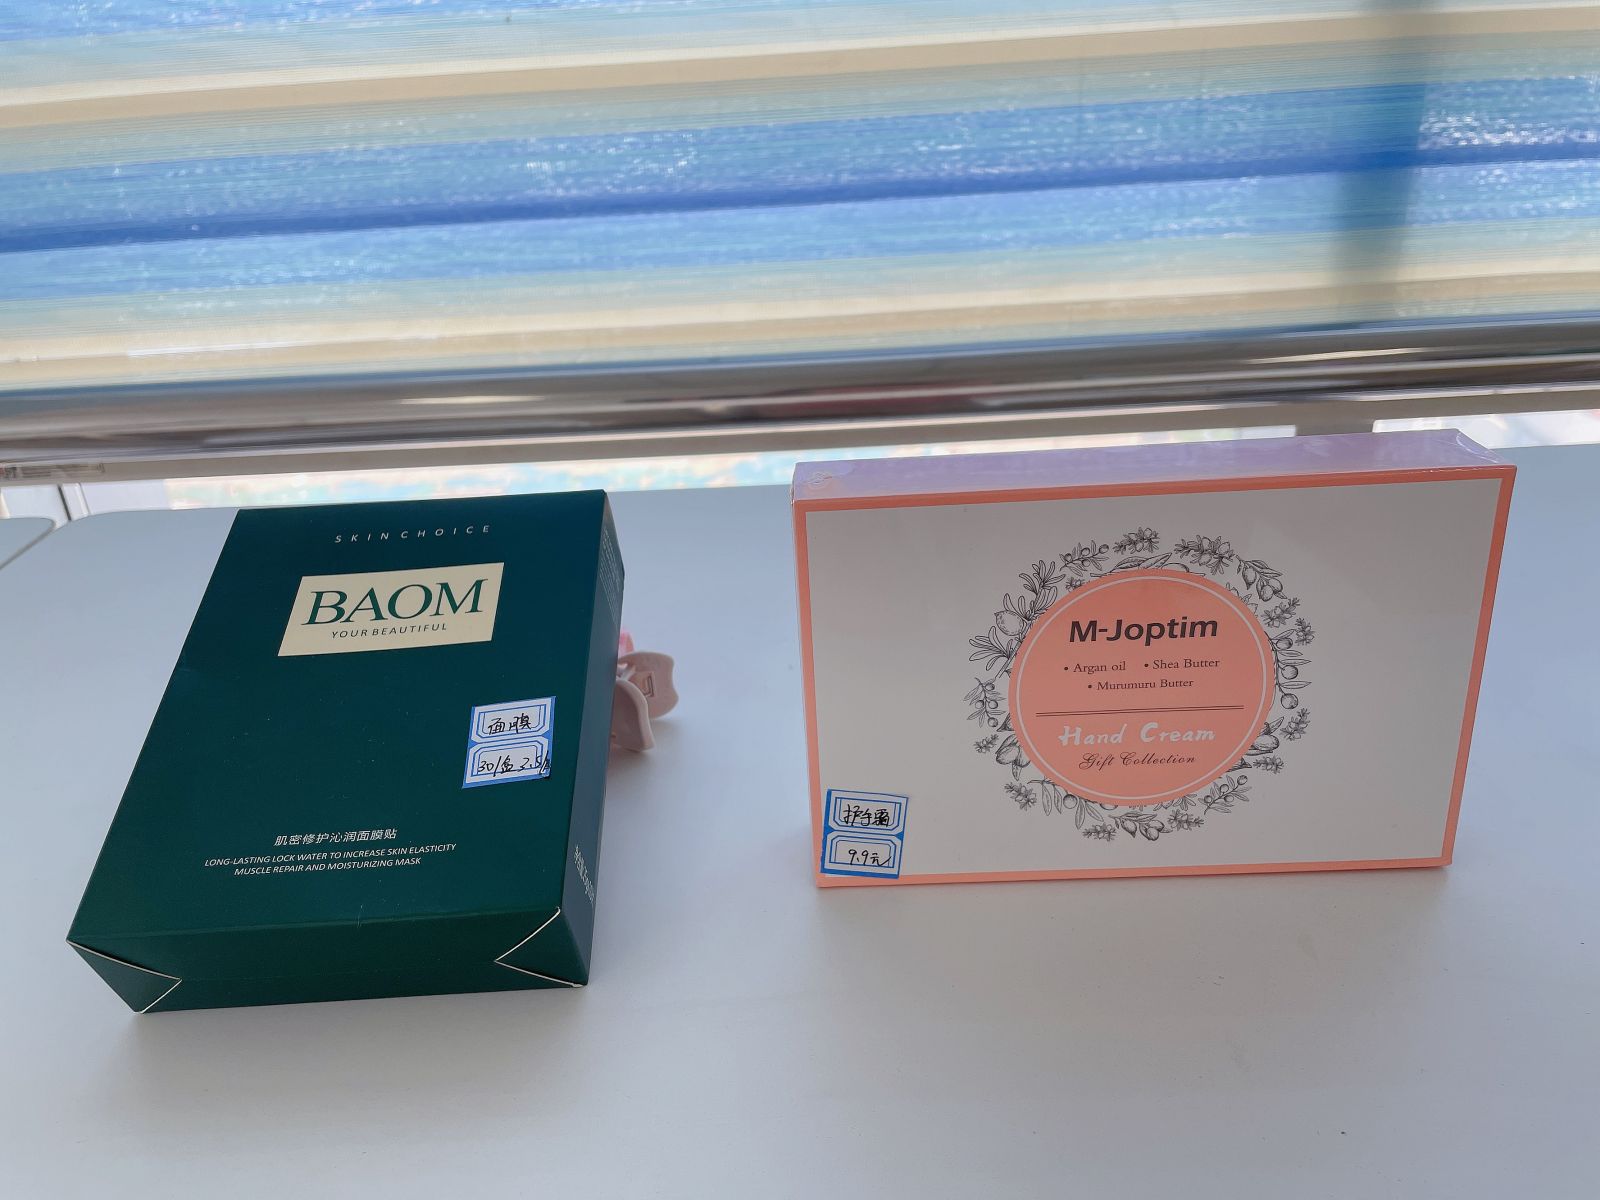 SKINCHOICE
BAOM
YOUR BEAUTIFUL
面膜
30/盒
肌密修护沁润面膜贴
LONG-LASTING LOCK WATER TO INCREASE SKIN ELASTICITY
MUSCLE REPAIR AND MOISTURIZING MASK
M-Joptim
• Argan oil • Shea Butter
• Murumuru Butter
Hand Cream
Gift Collection
护手霜
9.9元